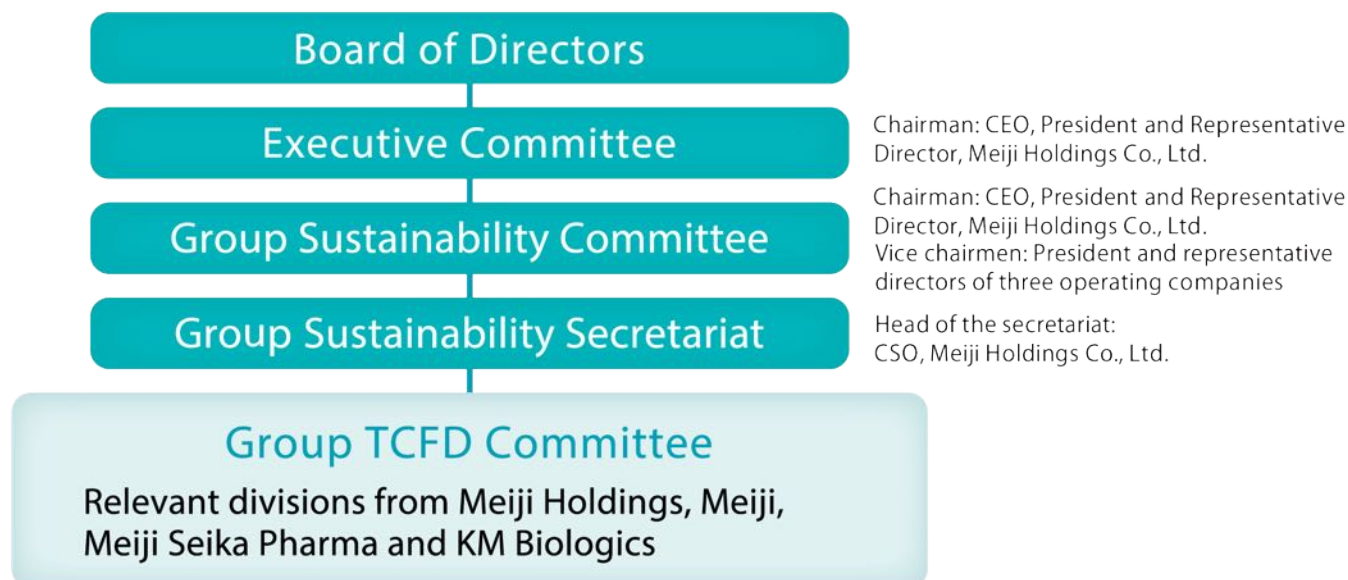 Board of Directors
Executive Committee
Chairman: CEO, President and Representative
Director, Meiji Holdings Co., Ltd.
Group Sustainability Committee
Chairman: CEO, President and Representative
Director, Meiji Holdings Co., Ltd.
Vice chairmen: President and representative
directors of three operating companies
Group Sustainability Secretariat
Head of the secretariat:
CSO, Meiji Holdings Co., Ltd.
Group TCFD Committee
Relevant divisions from Meiji Holdings, Meiji,
Meiji Seika Pharma and KM Biologics